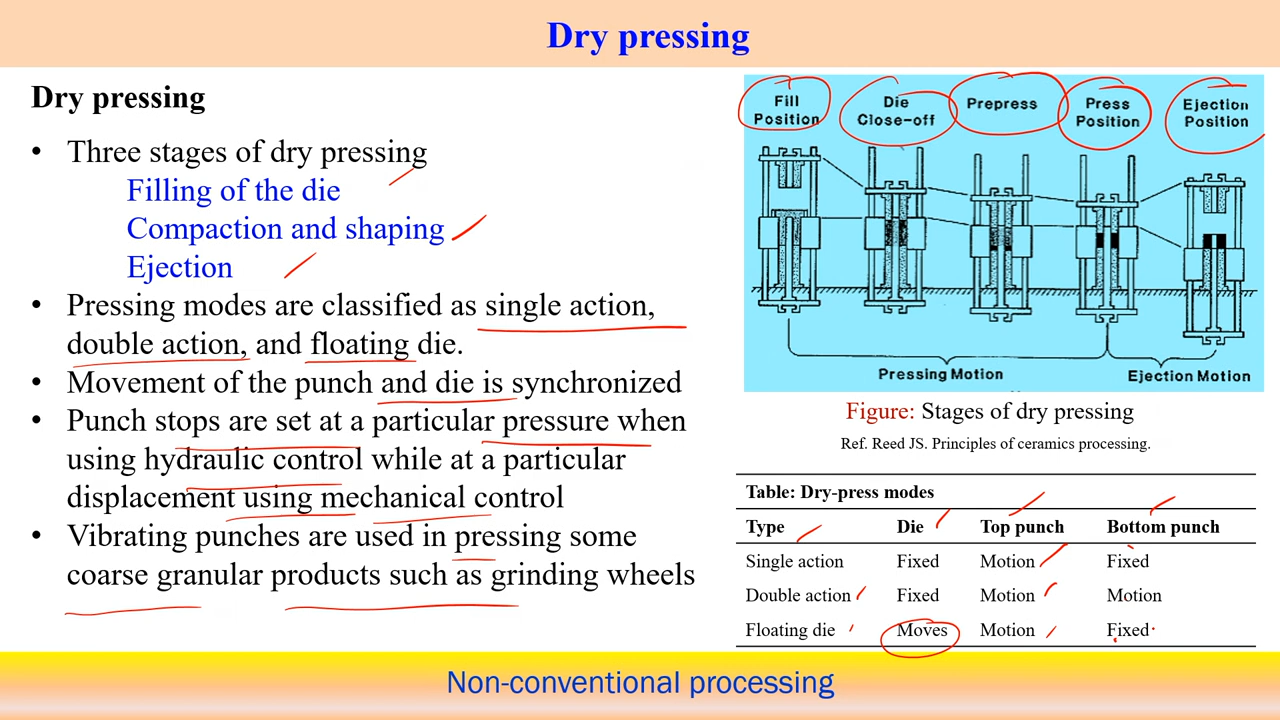 Dry pressing
Dry pressing
• Three stages of dry pressing
Filling of the die
Compaction and shaping
Ejection
• Pressing modes are classified as single action,
double action, and floating die.
• Movement of the punch and die is synchronized
• Punch stops are set at a particular pressure when
using hydraulic control while at a particular
displacement using mechanical control
• Vibrating punches are used in pressing some
coarse granular products such as grinding wheels
Fill
Position
Die
Close-off
Prepress
Press
Position
Ejection
Position
Pressing Motion
Ejection Motion
Figure: Stages of dry pressing
Ref. Reed JS. Principles of ceramics processing.
Table: Dry-press modes
Type Die Top punch Bottom punch
Single action Fixed Motion Fixed
Double action Fixed Motion Motion
Floating die Moves Motion Fixed
Non-conventional processing